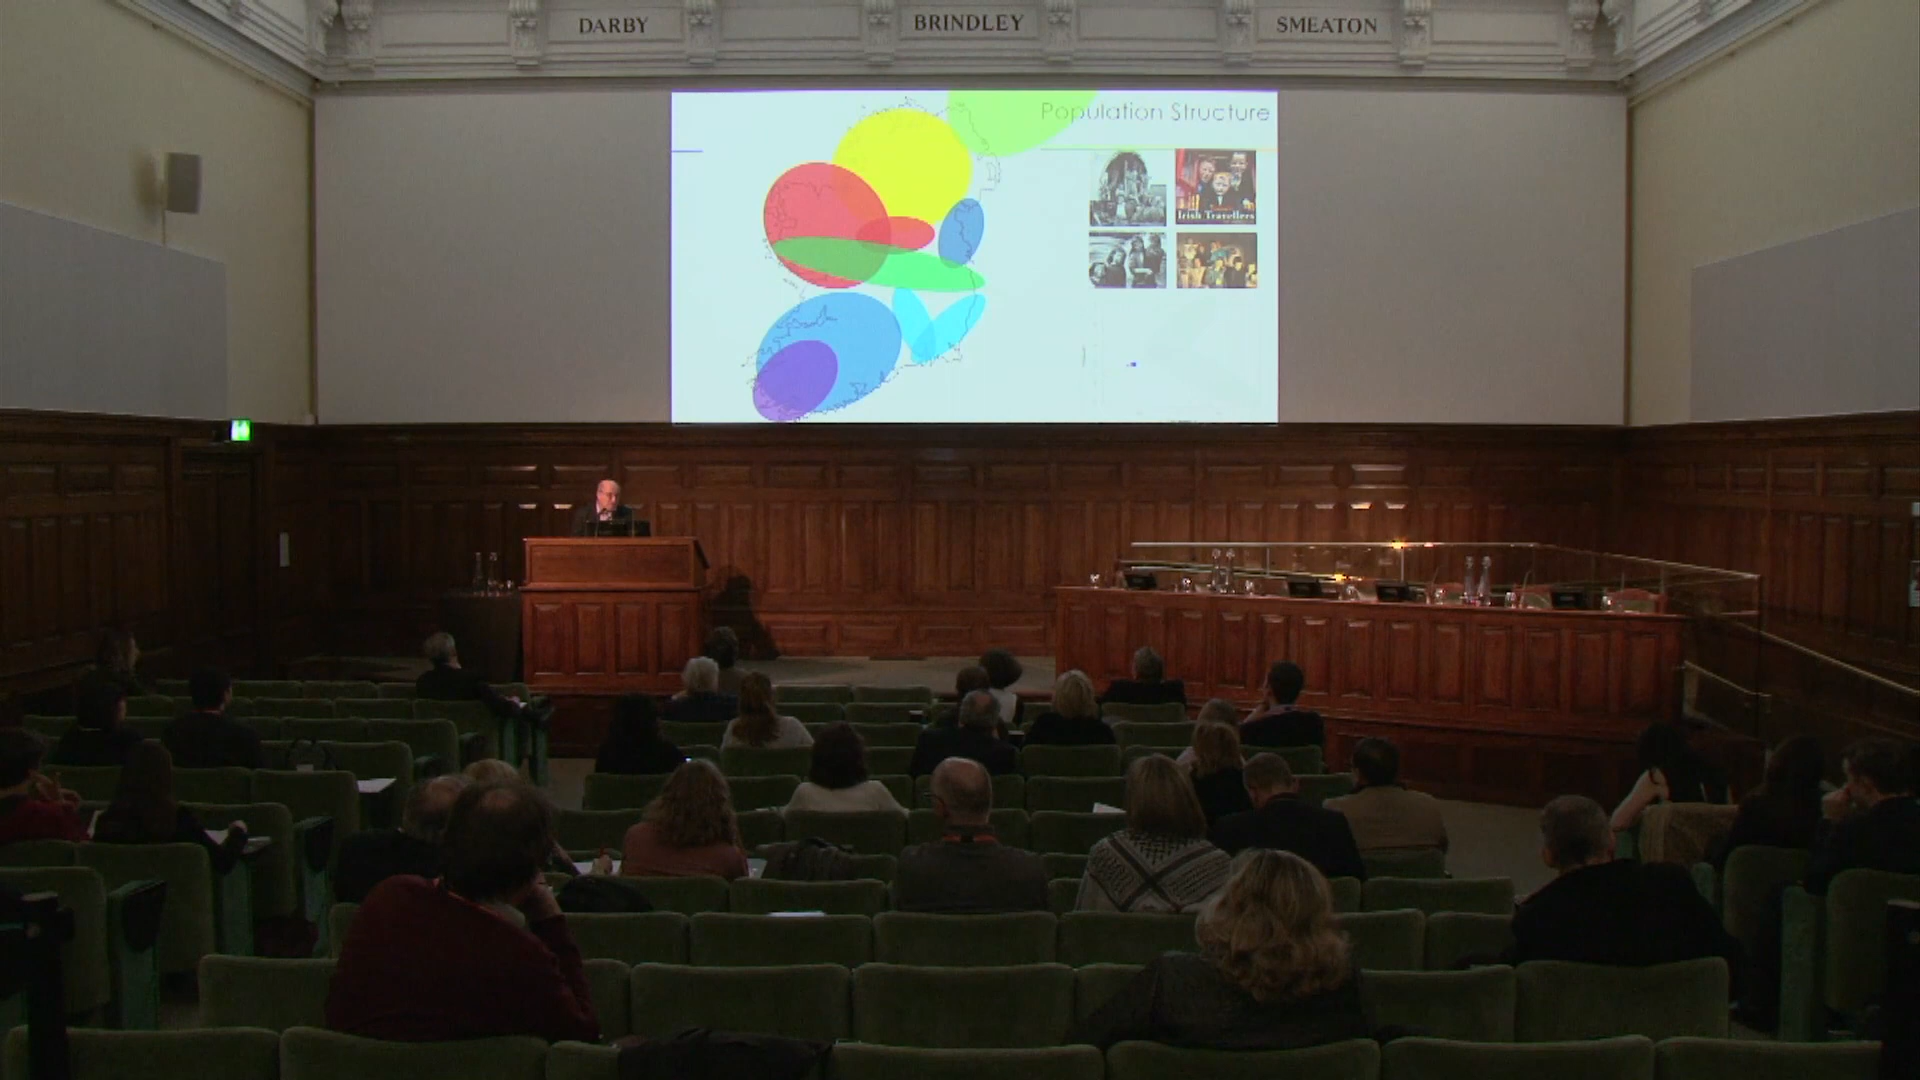 DARBY
BRINDLEY
SMEATON
Population Structure
Irish Travellers